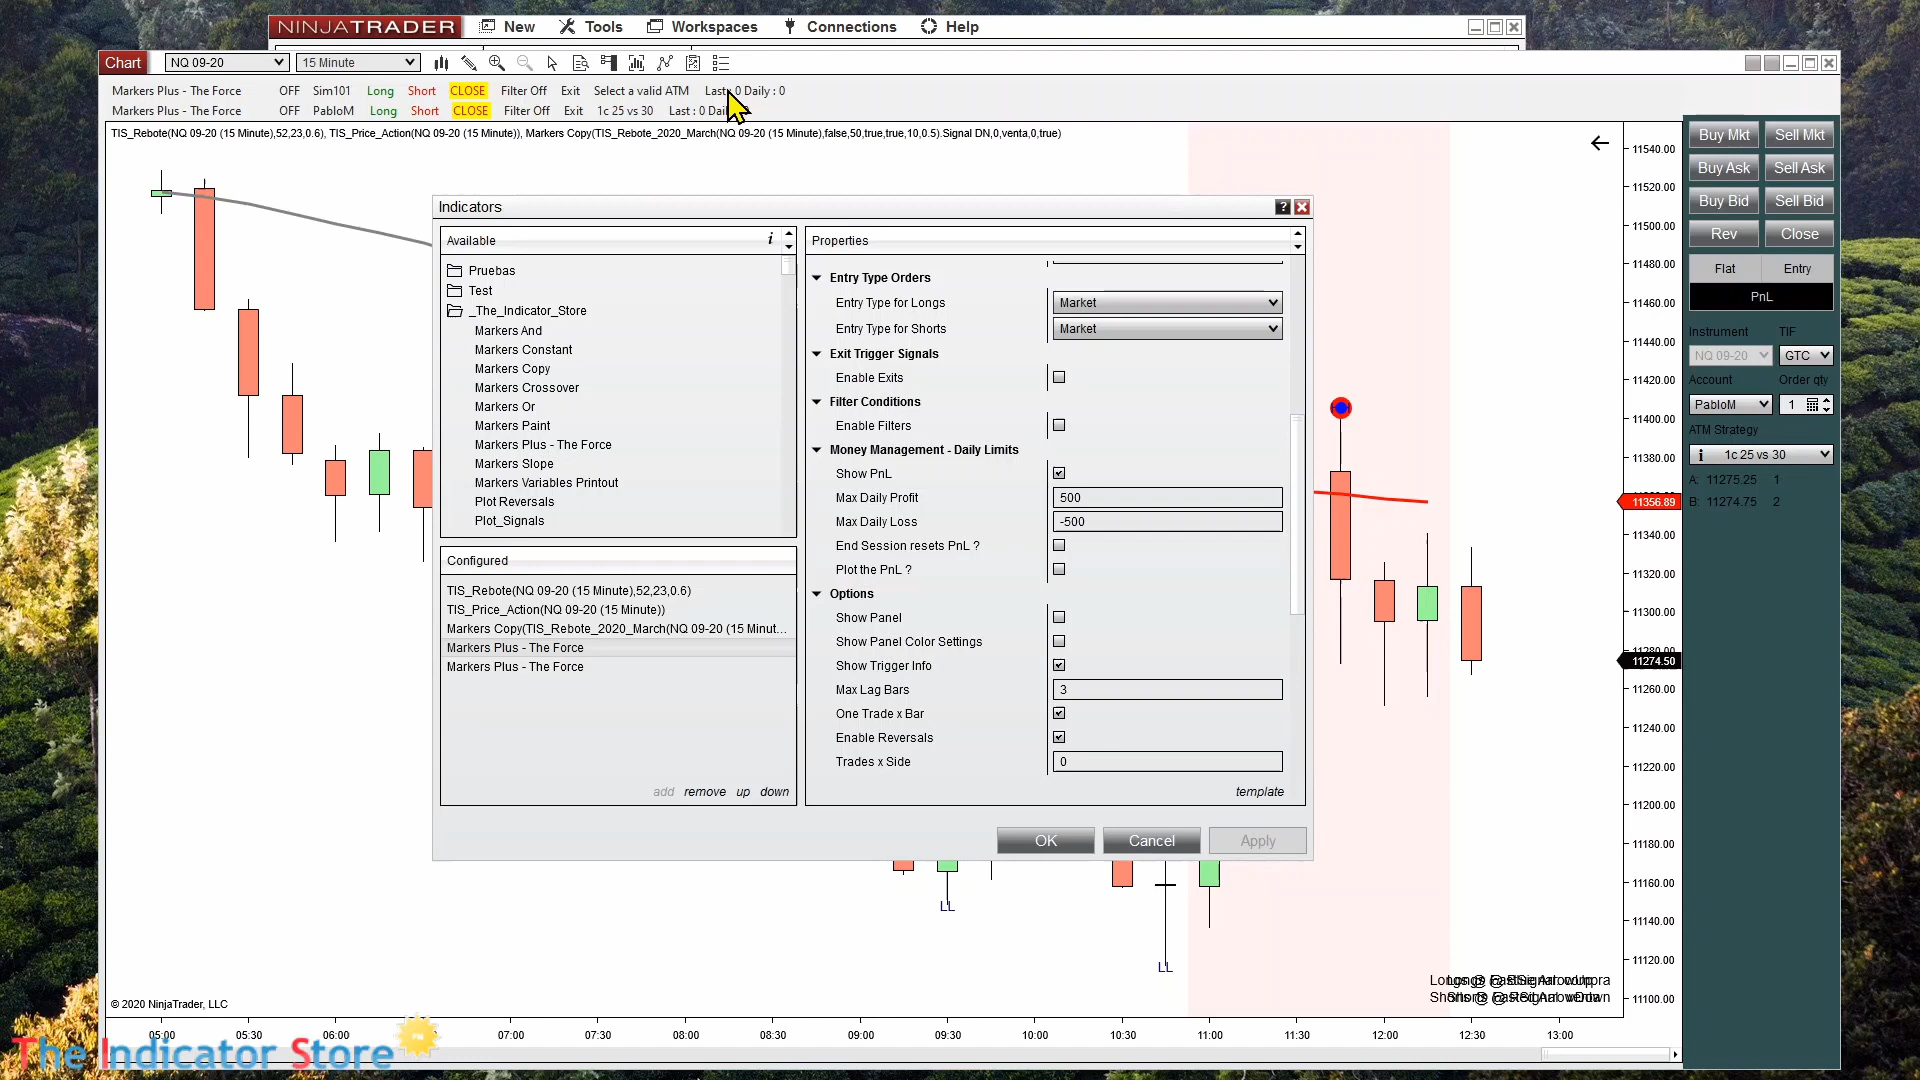 NINJATRADER New Tools Workspaces Connections Help
Chart NQ 09-20 15 Minute
Markers Plus - The Force OFF Sim101 Long Short CLOSE Filter Off Exit Select a valid ATM Last : 0 Daily : 0
Markers Plus - The Force OFF PabloM Long Short CLOSE Filter Off Exit 1c 25 vs 30 Last : 0
TIS_Rebote(NQ 09-20 (15 Minute),52,23,0.6), TIS_Price_Action(NQ 09-20 (15 Minute)), Markers Copy(TIS_Rebote_2020_March(NQ 09-20 (15 Minute),false,50,true,true,10,0.5).Signal DN,0,venta,0,true)
Indicators
Available
Pruebas
Test
_The_Indicator_Store
Markers And
Markers Constant
Markers Copy
Markers Crossover
Markers Or
Markers Paint
Markers Plus - The Force
Markers Slope
Markers Variables Printout
Plot Reversals
Plot_Signals
Configured
TIS_Rebote(NQ 09-20 (15 Minute),52,23,0.6)
TIS_Price_Action(NQ 09-20 (15 Minute))
Markers Copy(TIS_Rebote_2020_March(NQ 09-20 (15 Minut...
Markers Plus - The Force
Markers Plus - The Force
add remove up down
Properties
Entry Type Orders
Entry Type for Longs Market
Entry Type for Shorts Market
Exit Trigger Signals
Enable Exits
Filter Conditions
Enable Filters
Money Management - Daily Limits
Show PnL
Max Daily Profit 500
Max Daily Loss -500
End Session resets PnL ?
Plot the PnL ?
Options
Show Panel
Show Panel Color Settings
Show Trigger Info
Max Lag Bars 3
One Trade x Bar
Enable Reversals
Trades x Side 0
template
OK Cancel Apply
LL
LL
11540.00
11520.00
11500.00
11480.00
11460.00
11440.00
11420.00
11400.00
11380.00
11356.89
11340.00
11320.00
11300.00
11280.00
11274.50
11260.00
11240.00
11220.00
11200.00
11180.00
11160.00
11140.00
11120.00
11100.00
Buy Mkt Sell Mkt
Buy Ask Sell Ask
Buy Bid Sell Bid
Rev Close
Flat Entry
PnL
Instrument TIF
NQ 09-20 GTC
Account Order qty
PabloM 1
ATM Strategy
1c 25 vs 30
A: 11275.25 1
B: 11274.75 2
© 2020 NinjaTrader, LLC
05:00 05:30 06:00 07:00 07:30 08:00 08:30 09:00 09:30 10:00 10:30 11:00 11:30 12:00 12:30 13:00
The Indicator Store